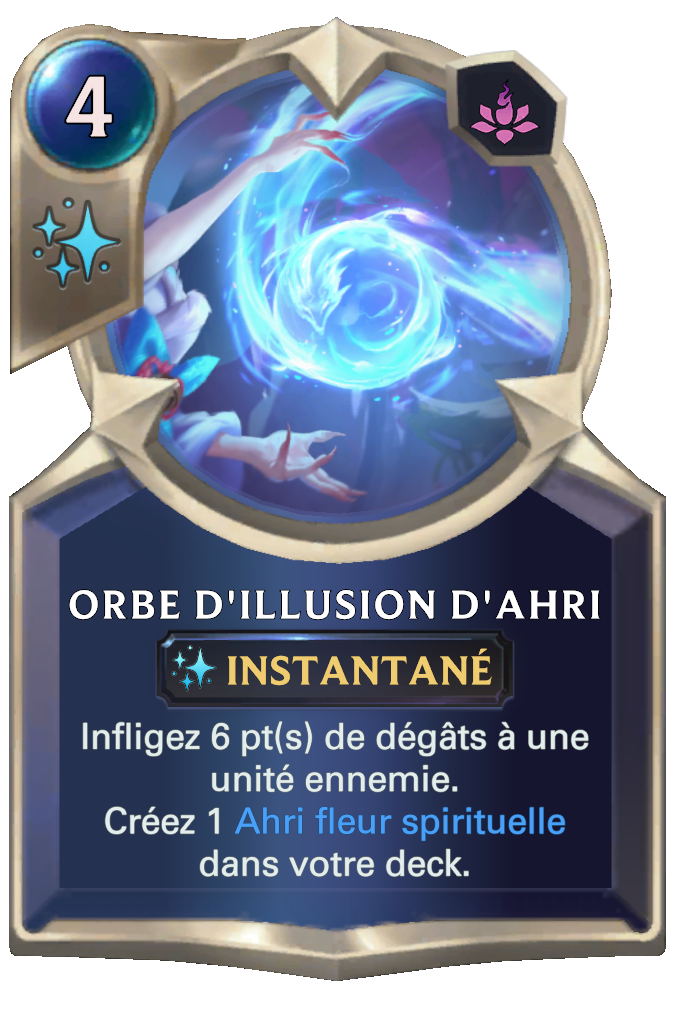 4
ORBE D'ILLUSION D'AHRI
INSTANTANÉ
Infligez 6 pt(s) de dégâts à une
unité ennemie.
Créez 1 Ahri fleur spirituelle
dans votre deck.